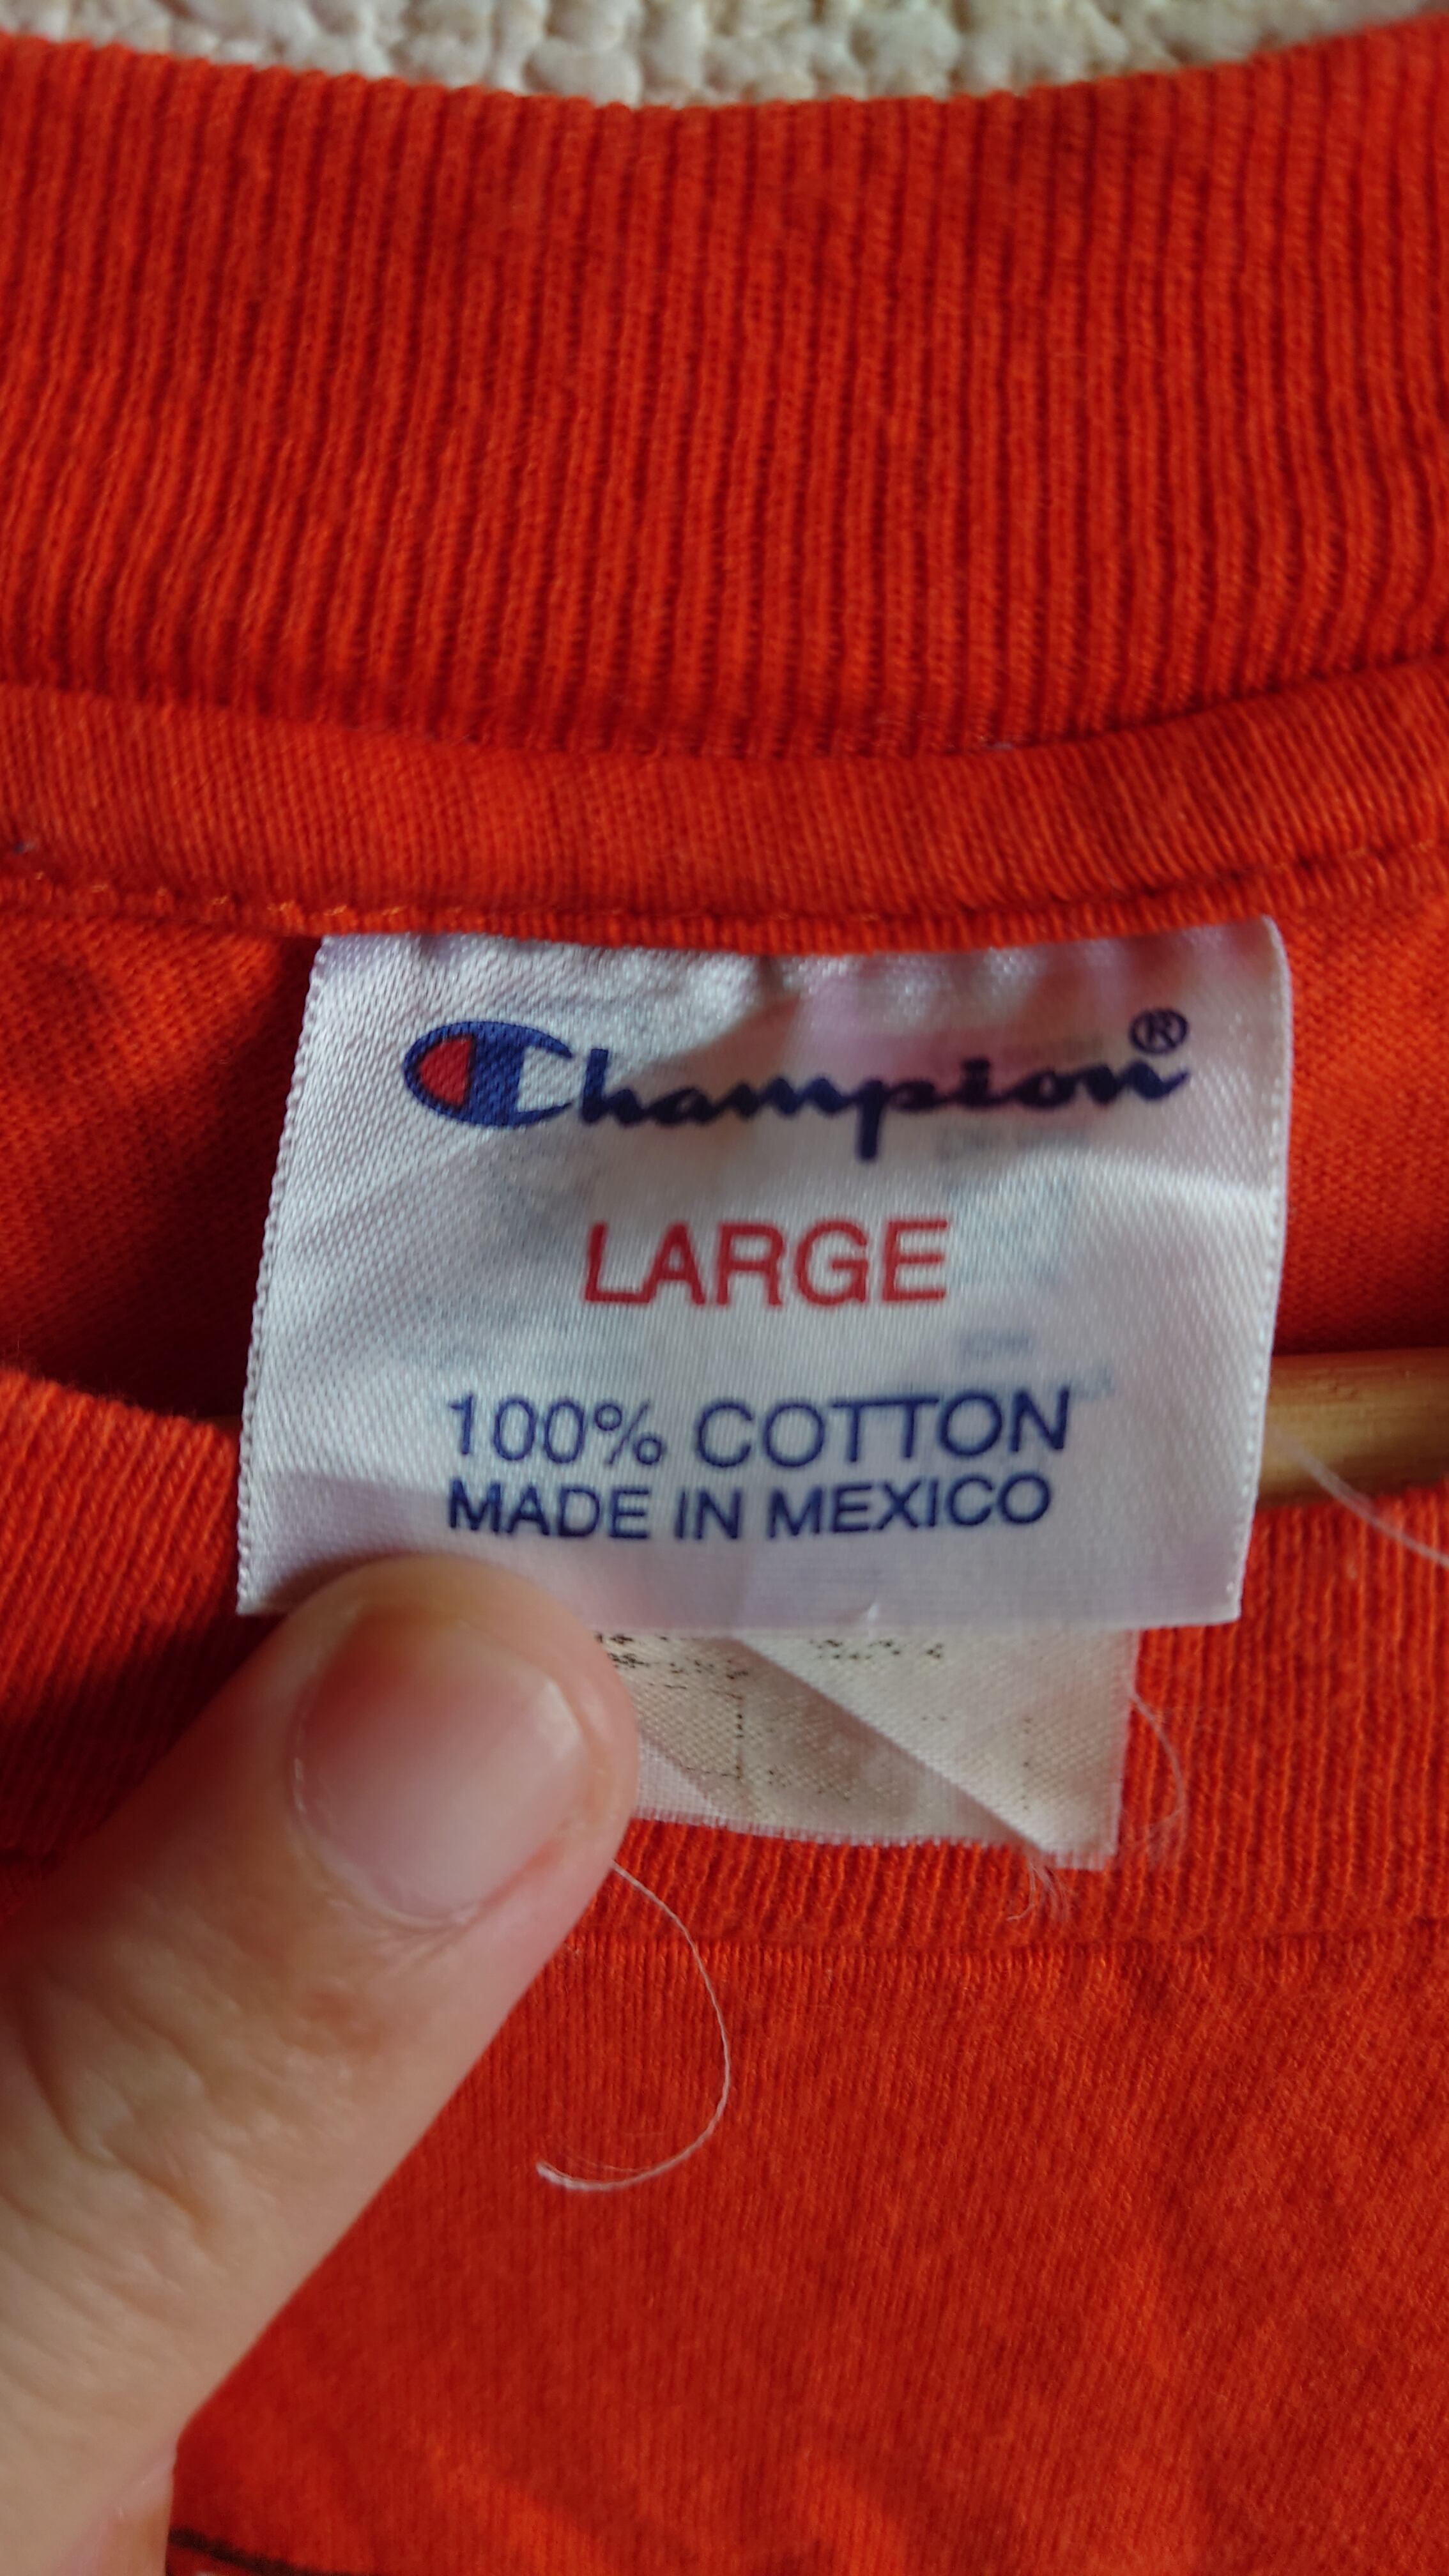 Champion®
LARGE
100% COTTON
MADE IN MEXICO